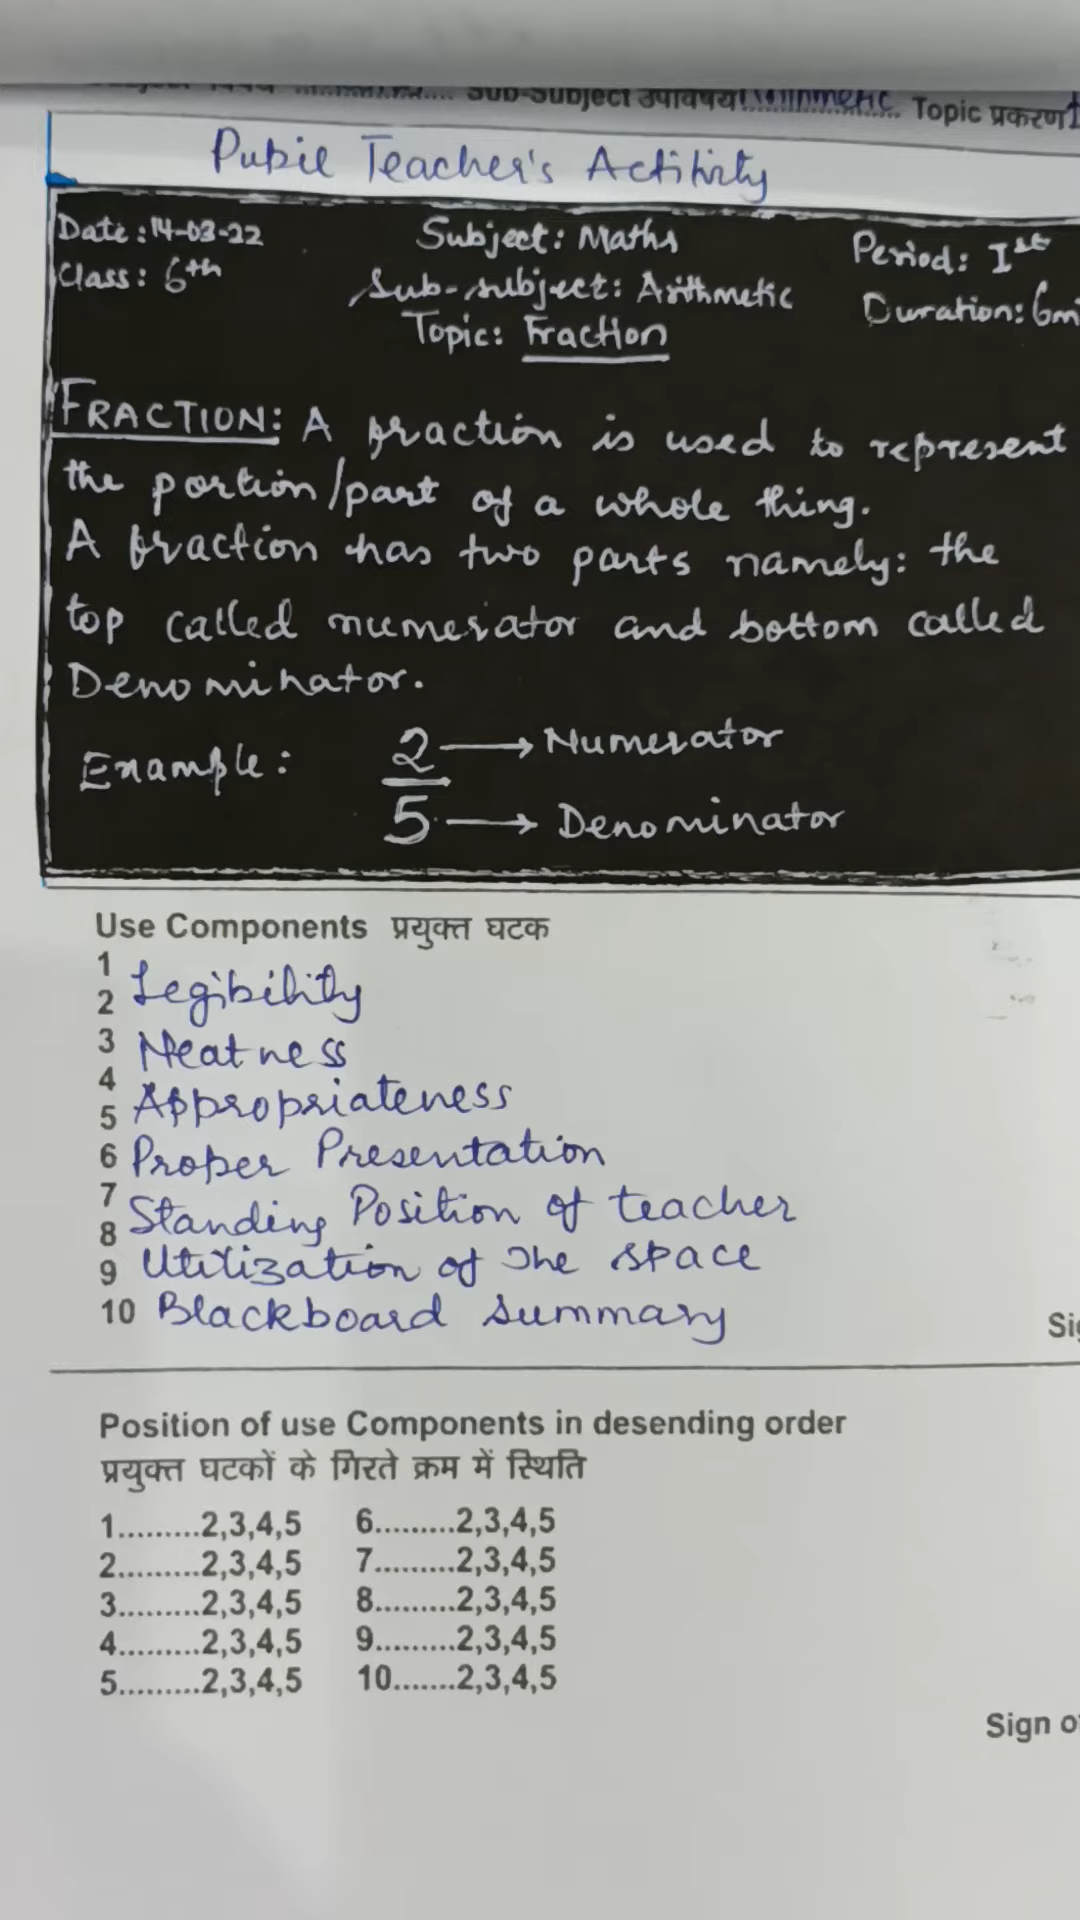 Sub-Subject उपविषय Arithmetic Topic प्रकरण
Pubil Teacher's Actitivity
Date: 14-03-22 Subject: Maths Period: Ist
Class: 6th Sub-subject: Arithmetic Duration: 6m
Topic: Fraction
FRACTION: A fraction is used to represent
the portion/part of a whole thing.
A fraction has two parts namely: the
top called numerator and bottom called
Denominator.
Example: 2 → Numerator
5 → Denominator
Use Components प्रयुक्त घटक
1
2 Legibility
3 Neatness
4
5 Appropriateness
6 Proper Presentation
7
8 Standing Position of teacher
9 Utilization of The space
10 Blackboard Summary
Position of use Components in desending order
प्रयुक्त घटकों के गिरते क्रम में स्थिति
1.........2,3,4,5 6.........2,3,4,5
2.........2,3,4,5 7.........2,3,4,5
3.........2,3,4,5 8.........2,3,4,5
4.........2,3,4,5 9.........2,3,4,5
5.........2,3,4,5 10.......2,3,4,5
Sign